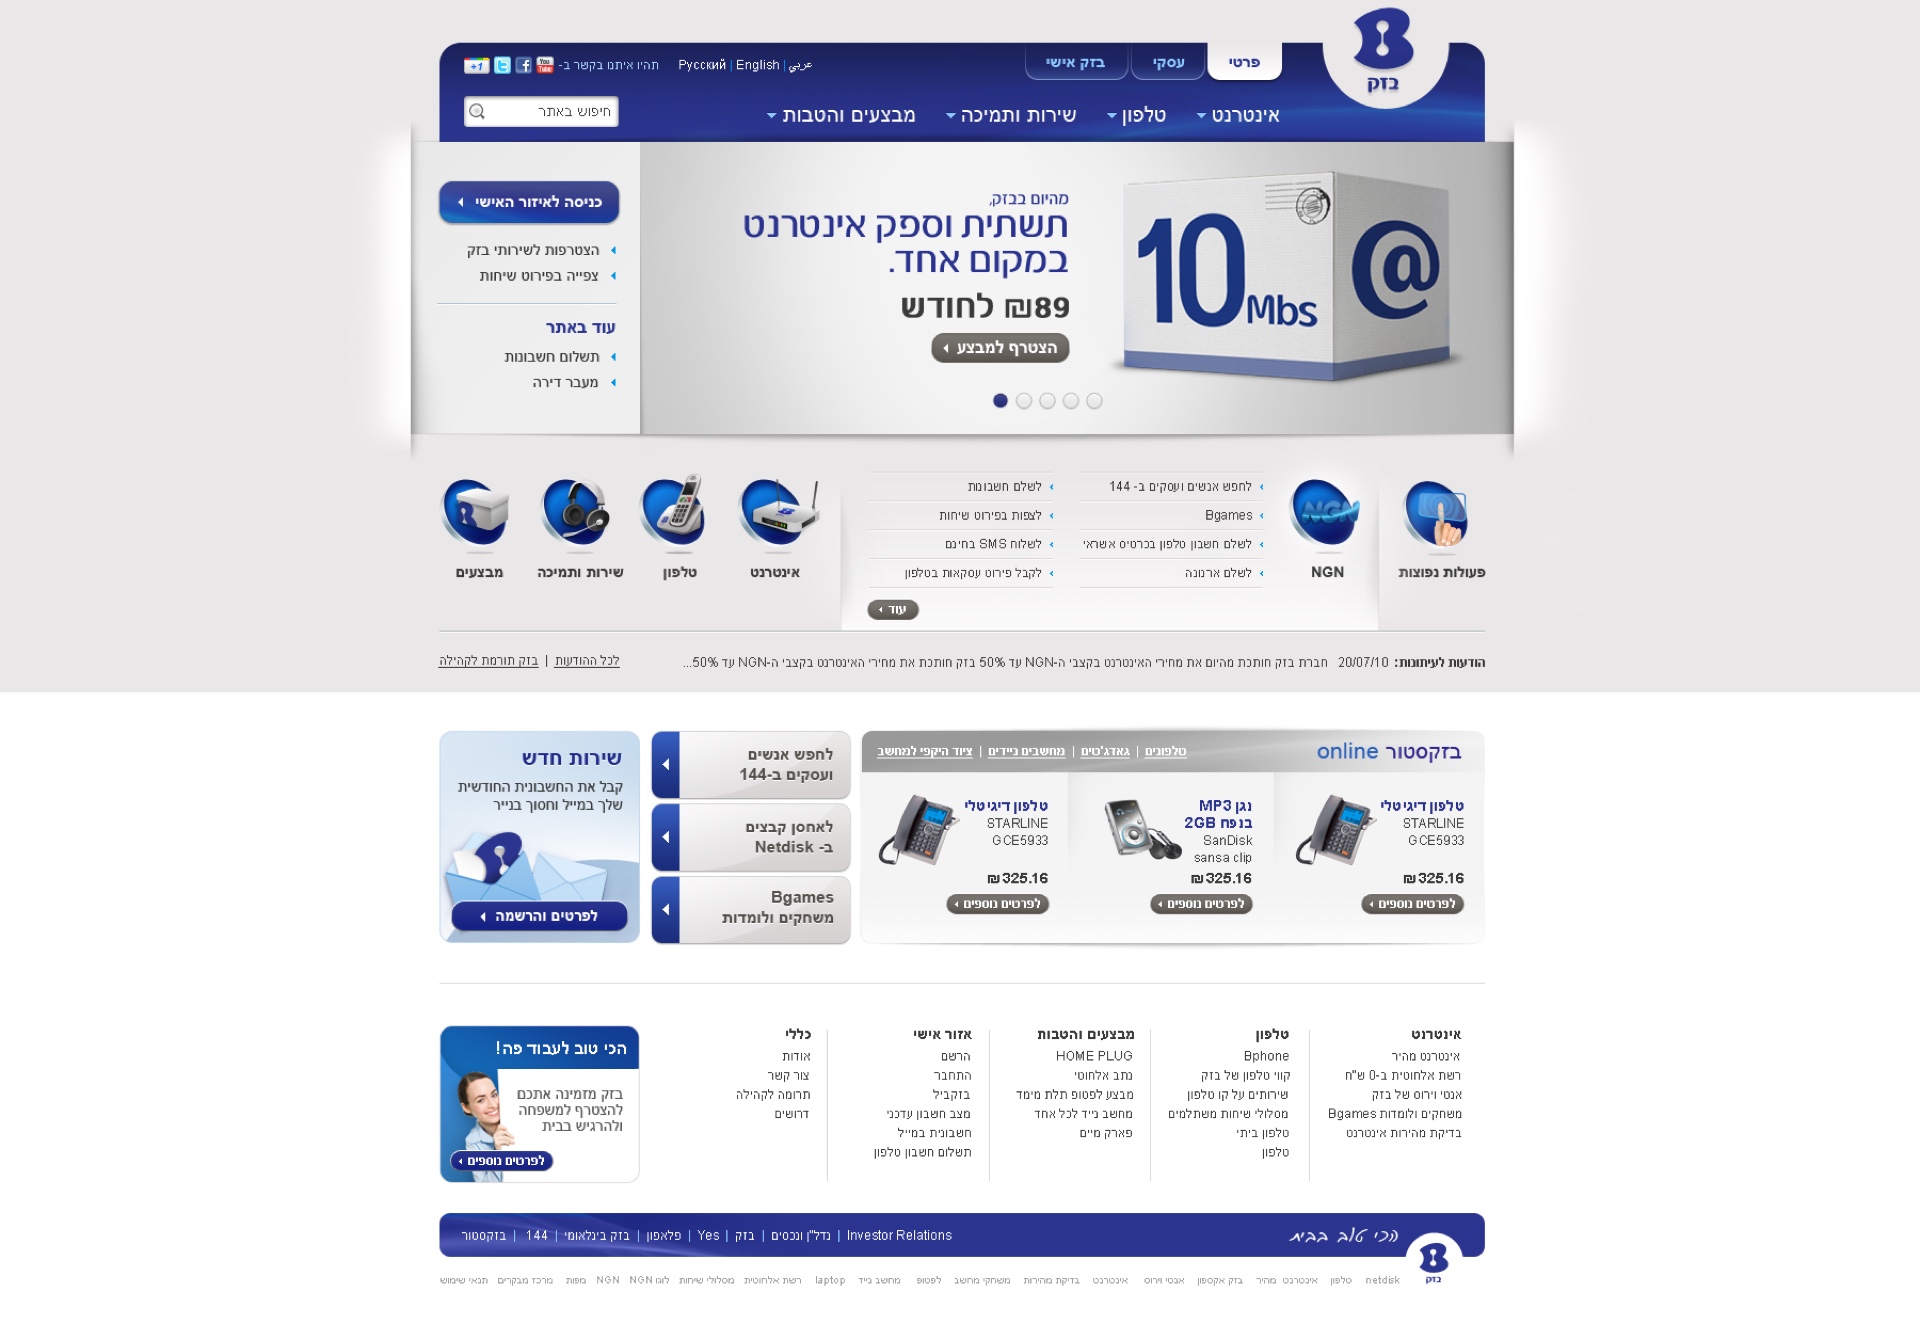 בזק
פרטי
עסקי
בזק אישי
عربي | English | Русский
תהיו איתנו בקשר ב-
You Tube
+1
אינטרנט
טלפון
שירות ותמיכה
מבצעים והטבות
חיפוש באתר
10Mbs
@
מהיום בבזק,
תשתית וספק אינטרנט
במקום אחד.
₪89 לחודש
הצטרף למבצע
כניסה לאיזור האישי
הצטרפות לשירותי בזק
צפייה בפירוט שיחות
עוד באתר
תשלום חשבונות
מעבר דירה
פעולות נפוצות
NGN
NGN
לחפש אנשים ועסקים ב- 144
Bgames
לשלם חשבון טלפון בכרטיס אשראי
לשלם ארנונה
לשלם חשבונות
לצפות בפירוט שיחות
לשלוח SMS בחינם
לקבל פירוט עסקאות בטלפון
עוד
אינטרנט
טלפון
שירות ותמיכה
מבצעים
הודעות לעיתונות: 20/07/10 חברת בזק חותכת מהיום את מחירי האינטרנט בקצבי ה-NGN עד 50% בזק חותכת את מחירי האינטרנט בקצבי ה-NGN עד 50%...
לכל ההודעות | בזק תורמת לקהילה
בזקסטור online
טלפונים | גאדג'טים | מחשבים ניידים | ציוד היקפי למחשב
טלפון דיגיטלי
STARLINE
GCE5933
₪325.16
לפרטים נוספים
נגן MP3
בנפח 2GB
SanDisk
sansa clip
₪325.16
לפרטים נוספים
טלפון דיגיטלי
STARLINE
GCE5933
₪325.16
לפרטים נוספים
לחפש אנשים
ועסקים ב-144
לאחסן קבצים
ב- Netdisk
Bgames
משחקים ולומדות
שירות חדש
קבל את החשבונית החודשית
שלך במייל וחסוך בנייר
לפרטים והרשמה
אינטרנט
אינטרנט מהיר
רשת אלחוטית ב-0 ש"ח
אנטי וירוס של בזק
משחקים ולומדות Bgames
בדיקת מהירות אינטרנט
טלפון
Bphone
קווי טלפון של בזק
שירותים על קו טלפון
מסלולי שיחות משתלמים
טלפון ביתי
טלפון
מבצעים והטבות
HOME PLUG
נתב אלחוטי
מבצע לפטופ תלת מימד
מחשב נייד לכל אחד
פארק מיים
אזור אישי
הרשם
התחבר
בזקביל
מצב חשבון עדכני
חשבונית במייל
תשלום חשבון טלפון
כללי
אודות
צור קשר
תרומה לקהילה
דרושים
הכי טוב לעבוד פה!
בזק מזמינה אתכם
להצטרף למשפחה
ולהרגיש בבית
לפרטים נוספים
הכי טוב בבית
Investor Relations | נדל"ן ונכסים | בזק | Yes | פלאפון | בזק בינלאומי | 144 | בזקסטור
בזק
netdisk טלפון אינטרנט מהיר בזק אקספון אנטי וירוס אינטרנט בדיקת מהירות משחקי מחשב לפטופ מחשב נייד laptop רשת אלחוטית מסלולי שיחות לוגו NGN NGN מפות מרכז מבקרים תנאי שימוש